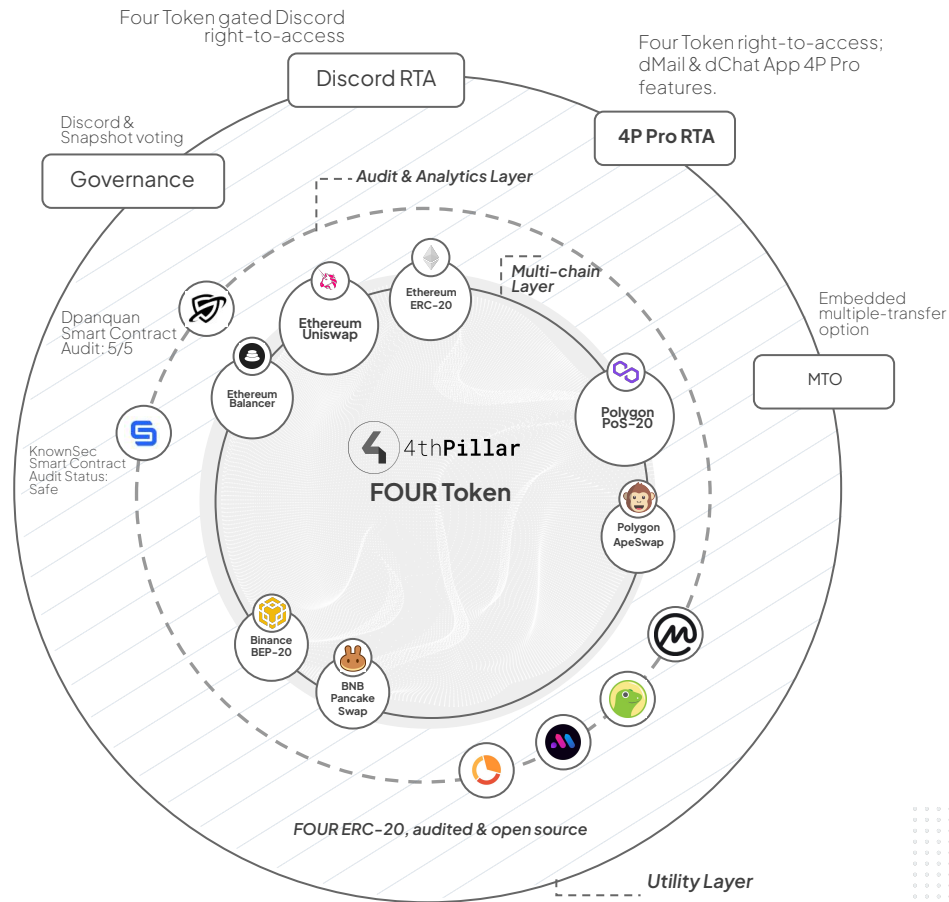 Four Token gated Discord
right-to-access
Discord RTA
Four Token right-to-access;
dMail & dChat App 4P Pro
features.
4P Pro RTA
Discord &
Snapshot voting
Governance
Audit & Analytics Layer
Multi-chain
Layer
Ethereum
ERC-20
Ethereum
Uniswap
Ethereum
Balancer
Dpanquan
Smart Contract
Audit: 5/5
KnownSec
Smart Contract
Audit Status:
Safe
Embedded
multiple-transfer
option
MTO
Polygon
PoS-20
Polygon
ApeSwap
4thPillar
FOUR Token
Binance
BEP-20
BNB
Pancake
Swap
FOUR ERC-20, audited & open source
Utility Layer